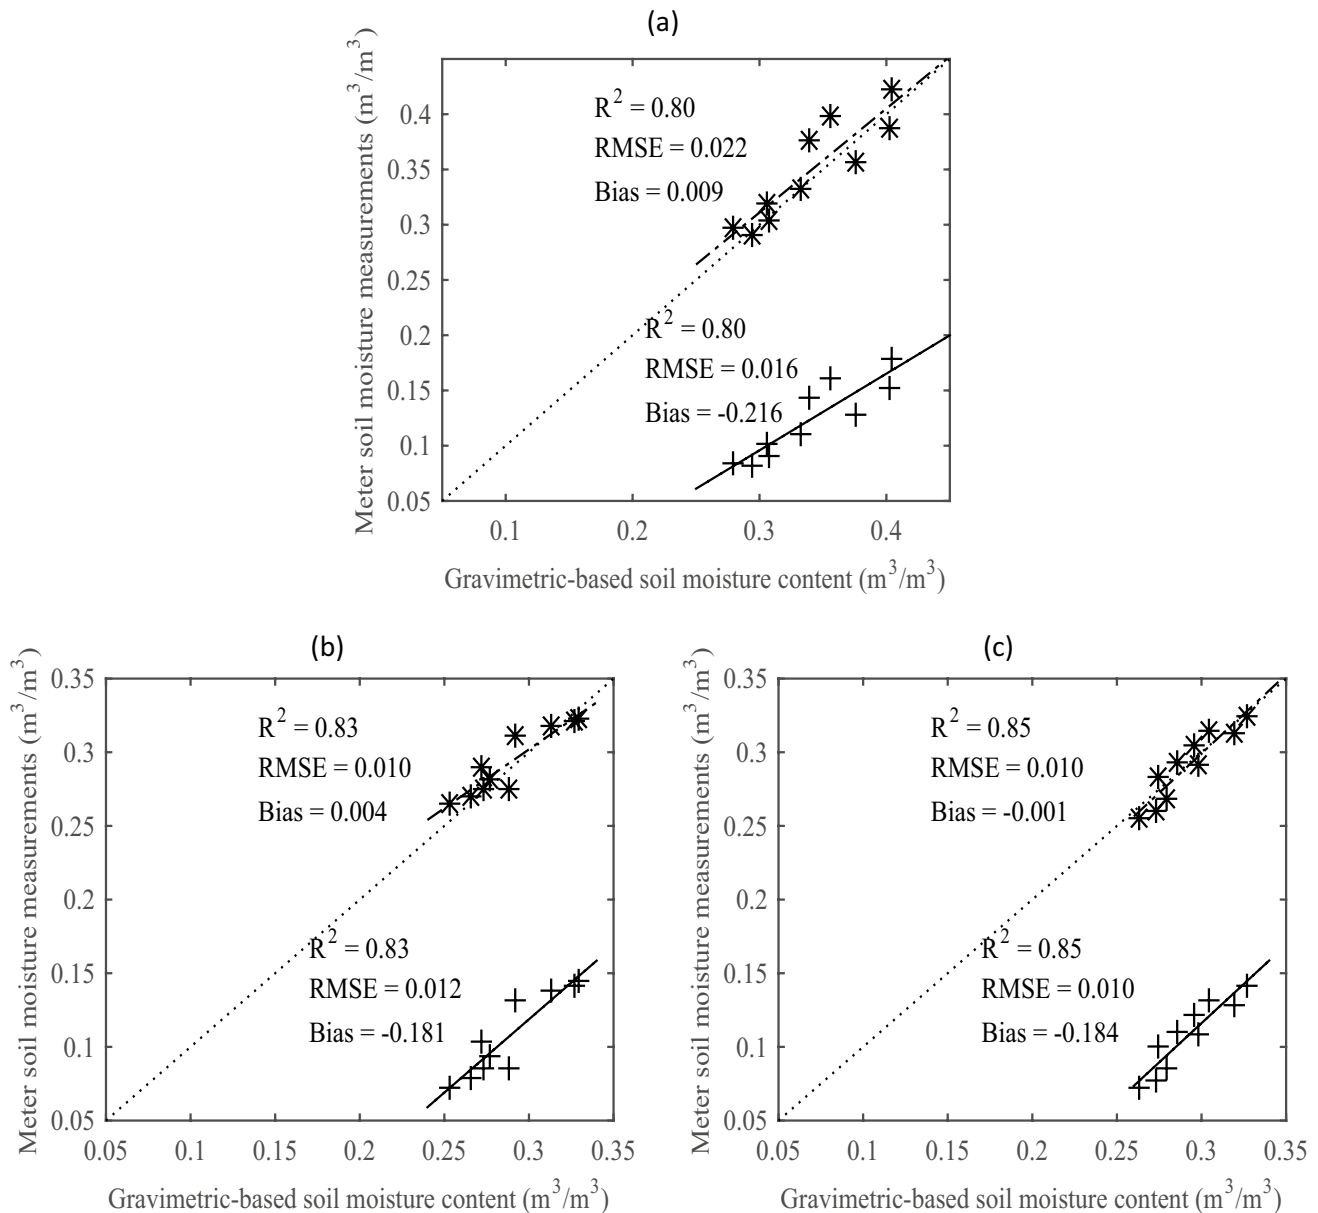 (a)
Meter soil moisture measurements (m³/m³)
0.4
0.35
0.3
0.25
0.2
0.15
0.1
0.05
R² = 0.80
RMSE = 0.022
Bias = 0.009
R² = 0.80
RMSE = 0.016
Bias = -0.216
0.1 0.2 0.3 0.4
Gravimetric-based soil moisture content (m³/m³)
(b)
Meter soil moisture measurements (m³/m³)
0.35
0.3
0.25
0.2
0.15
0.1
0.05
R² = 0.83
RMSE = 0.010
Bias = 0.004
R² = 0.83
RMSE = 0.012
Bias = -0.181
0.05 0.1 0.15 0.2 0.25 0.3 0.35
Gravimetric-based soil moisture content (m³/m³)
(c)
Meter soil moisture measurements (m³/m³)
0.35
0.3
0.25
0.2
0.15
0.1
0.05
R² = 0.85
RMSE = 0.010
Bias = -0.001
R² = 0.85
RMSE = 0.010
Bias = -0.184
0.05 0.1 0.15 0.2 0.25 0.3 0.35
Gravimetric-based soil moisture content (m³/m³)